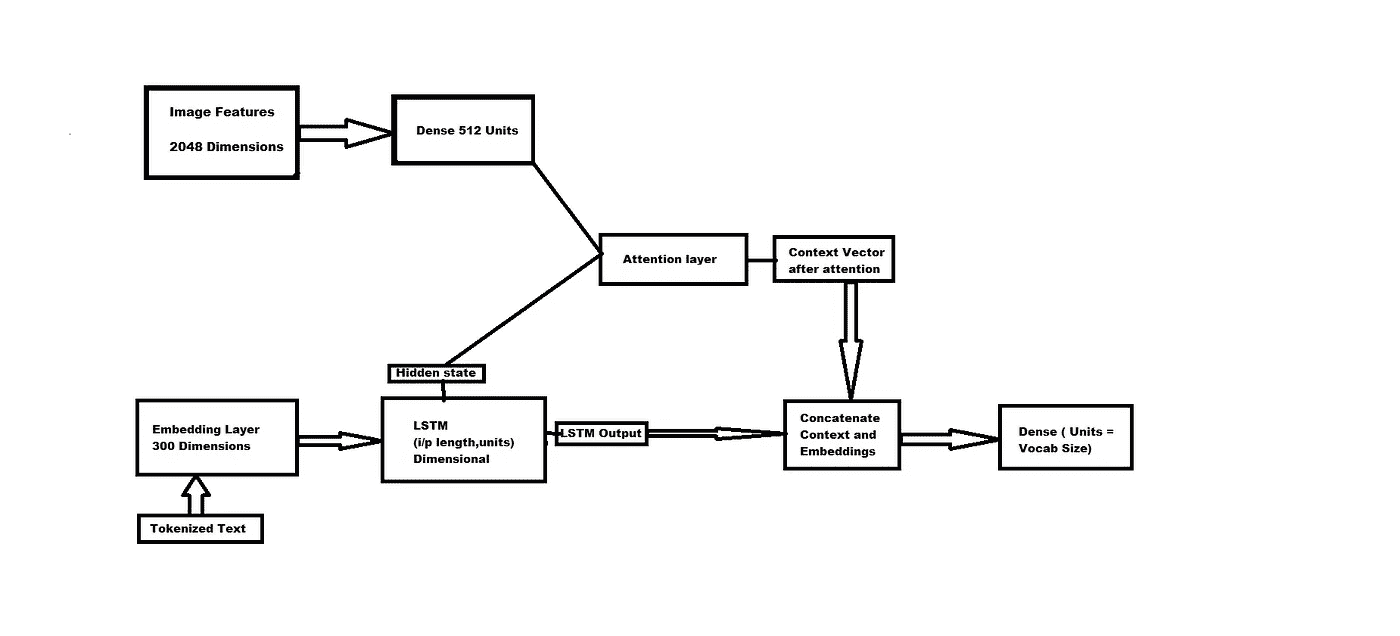 Image Features
2048 Dimensions
Dense 512 Units
Attention layer
Context Vector
after attention
Hidden state
Embedding Layer
300 Dimensions
LSTM
(i/p length,units)
Dimensional
LSTM Output
Concatenate
Context and
Embeddings
Dense ( Units =
Vocab Size)
Tokenized Text